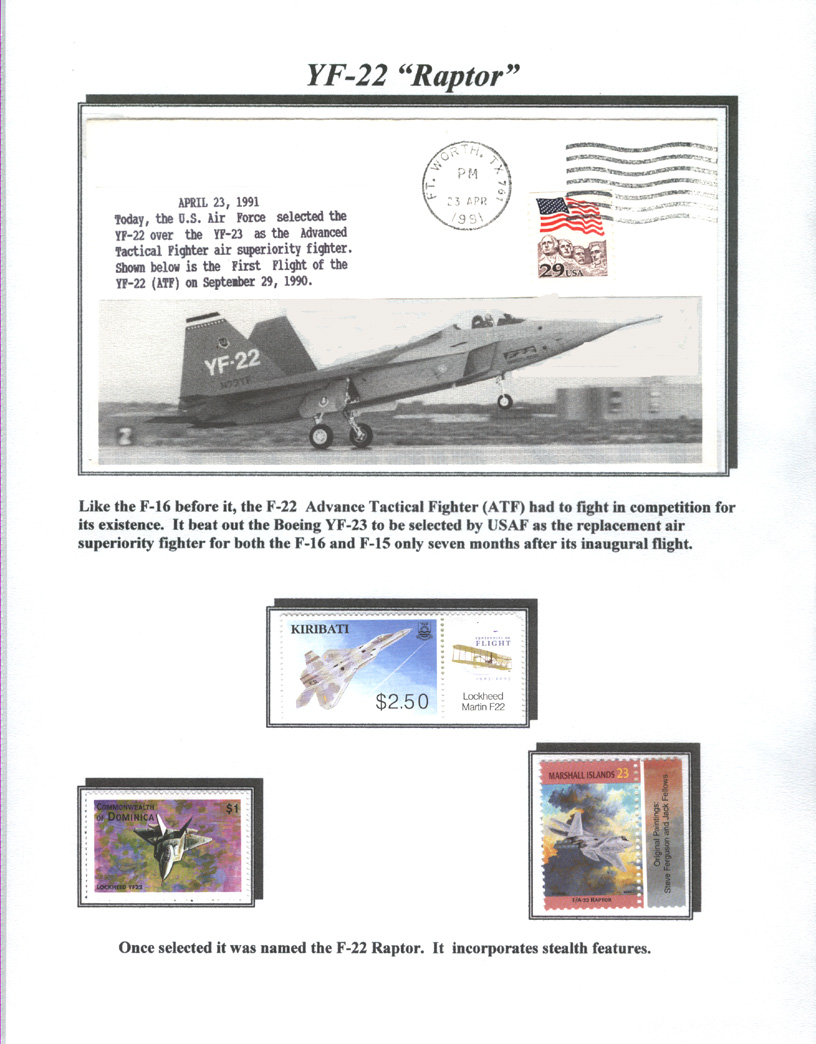 YF-22 “Raptor”
FT. WORTH, TX 761
PM
23 APR
1991
APRIL 23, 1991
Today, the U.S. Air Force selected the
YF-22 over the YF-23 as the Advanced
Tactical Fighter air superiority fighter.
Shown below is the First Flight of the
YF-22 (ATF) on September 29, 1990.
29 USA
YF-22
N22YF
Like the F-16 before it, the F-22 Advance Tactical Fighter (ATF) had to fight in competition for
its existence. It beat out the Boeing YF-23 to be selected by USAF as the replacement air
superiority fighter for both the F-16 and F-15 only seven months after its inaugural flight.
KIRIBATI
$2.50
FLIGHT
1903-2003
Lockheed
Martin F22
COMMONWEALTH
OF DOMINICA
$1
LOCKHEED YF22
MARSHALL ISLANDS 23
F/A-22 RAPTOR
Original Paintings:
Steve Ferguson and Jack Fellows
Once selected it was named the F-22 Raptor. It incorporates stealth features.